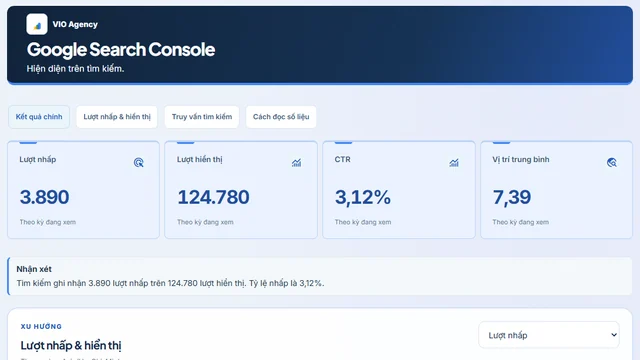 VIO Agency
Google Search Console
Hiện diện trên tìm kiếm.
Kết quả chính
Lượt nhấp & hiển thị
Truy vấn tìm kiếm
Cách đọc số liệu
Lượt nhấp
3.890
Theo kỳ đang xem
Lượt hiển thị
124.780
Theo kỳ đang xem
CTR
3,12%
Theo kỳ đang xem
Vị trí trung bình
7,39
Theo kỳ đang xem
Nhận xét
Tìm kiếm ghi nhận 3.890 lượt nhấp trên 124.780 lượt hiển thị. Tỷ lệ nhấp là 3,12%.
XU HƯỚNG
Lượt nhấp & hiển thị
Lượt nhấp